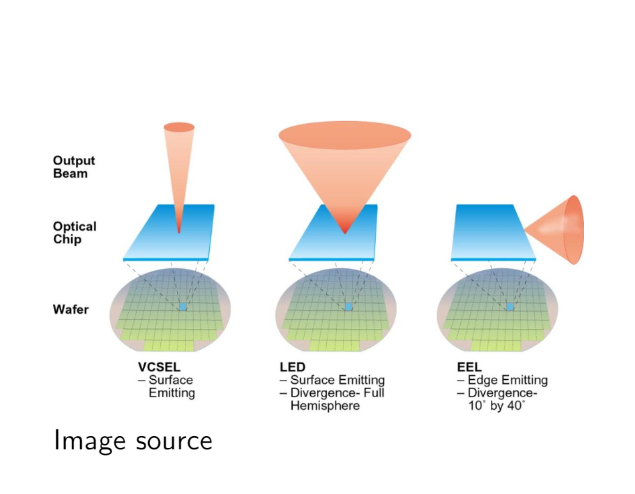 Output
Beam
Optical
Chip
Wafer
VCSEL
– Surface
Emitting
LED
– Surface Emitting
– Divergence- Full
Hemisphere
EEL
– Edge Emitting
– Divergence-
10° by 40°
Image source